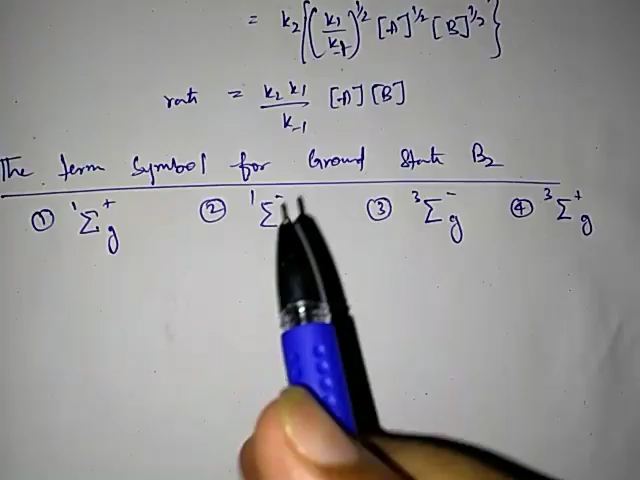 = k₂ { (k₁/k₋₁)^1/2 [A]^1/2 [B]^1/2 }
rate = k₂ k₁/k₋₁ [A][B]
The term Symbol for Ground State B₂
① ¹Σg⁺ ② ¹Σ⁻ ③ ³Σg⁻ ④ ³Σg⁺